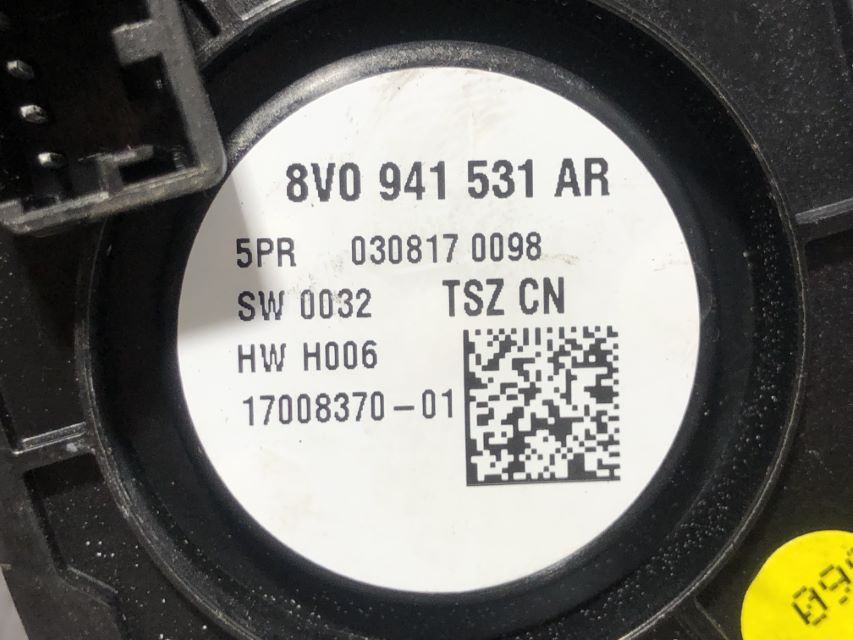 8V0 941 531 AR
5PR 030817 0098
SW 0032 TSZ CN
HW H006
17008370-01